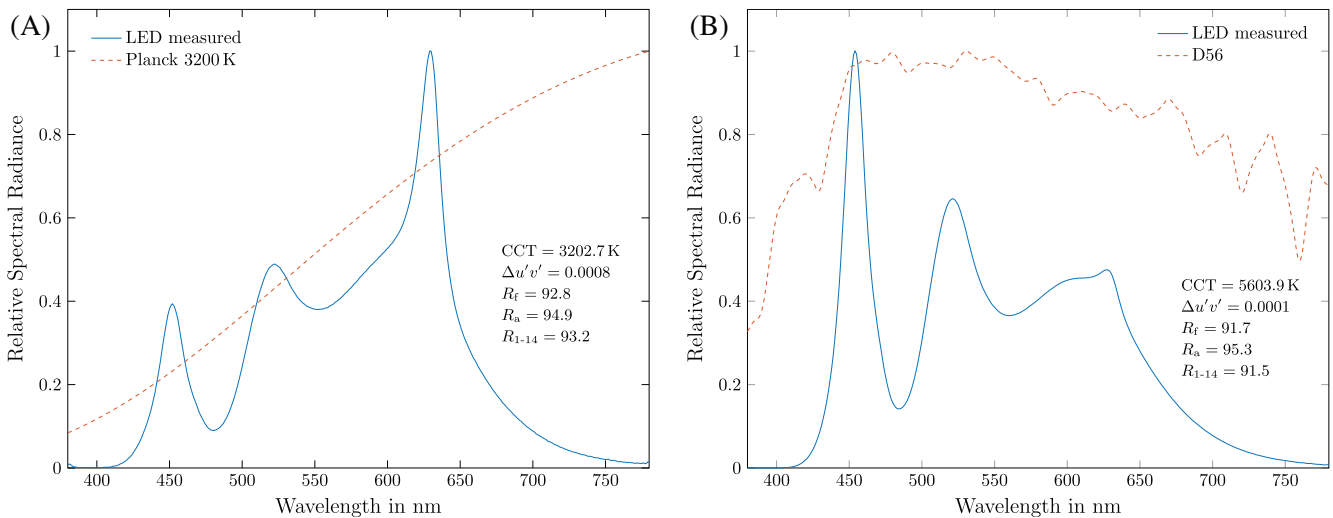 (A)
LED measured
Planck 3200 K
1
0.8
0.6
0.4
0.2
0
Relative Spectral Radiance
CCT = 3202.7 K
Δu′v′ = 0.0008
R_f = 92.8
R_a = 94.9
R_1-14 = 93.2
400 450 500 550 600 650 700 750
Wavelength in nm
(B)
LED measured
D56
1
0.8
0.6
0.4
0.2
0
Relative Spectral Radiance
CCT = 5603.9 K
Δu′v′ = 0.0001
R_f = 91.7
R_a = 95.3
R_1-14 = 91.5
400 450 500 550 600 650 700 750
Wavelength in nm